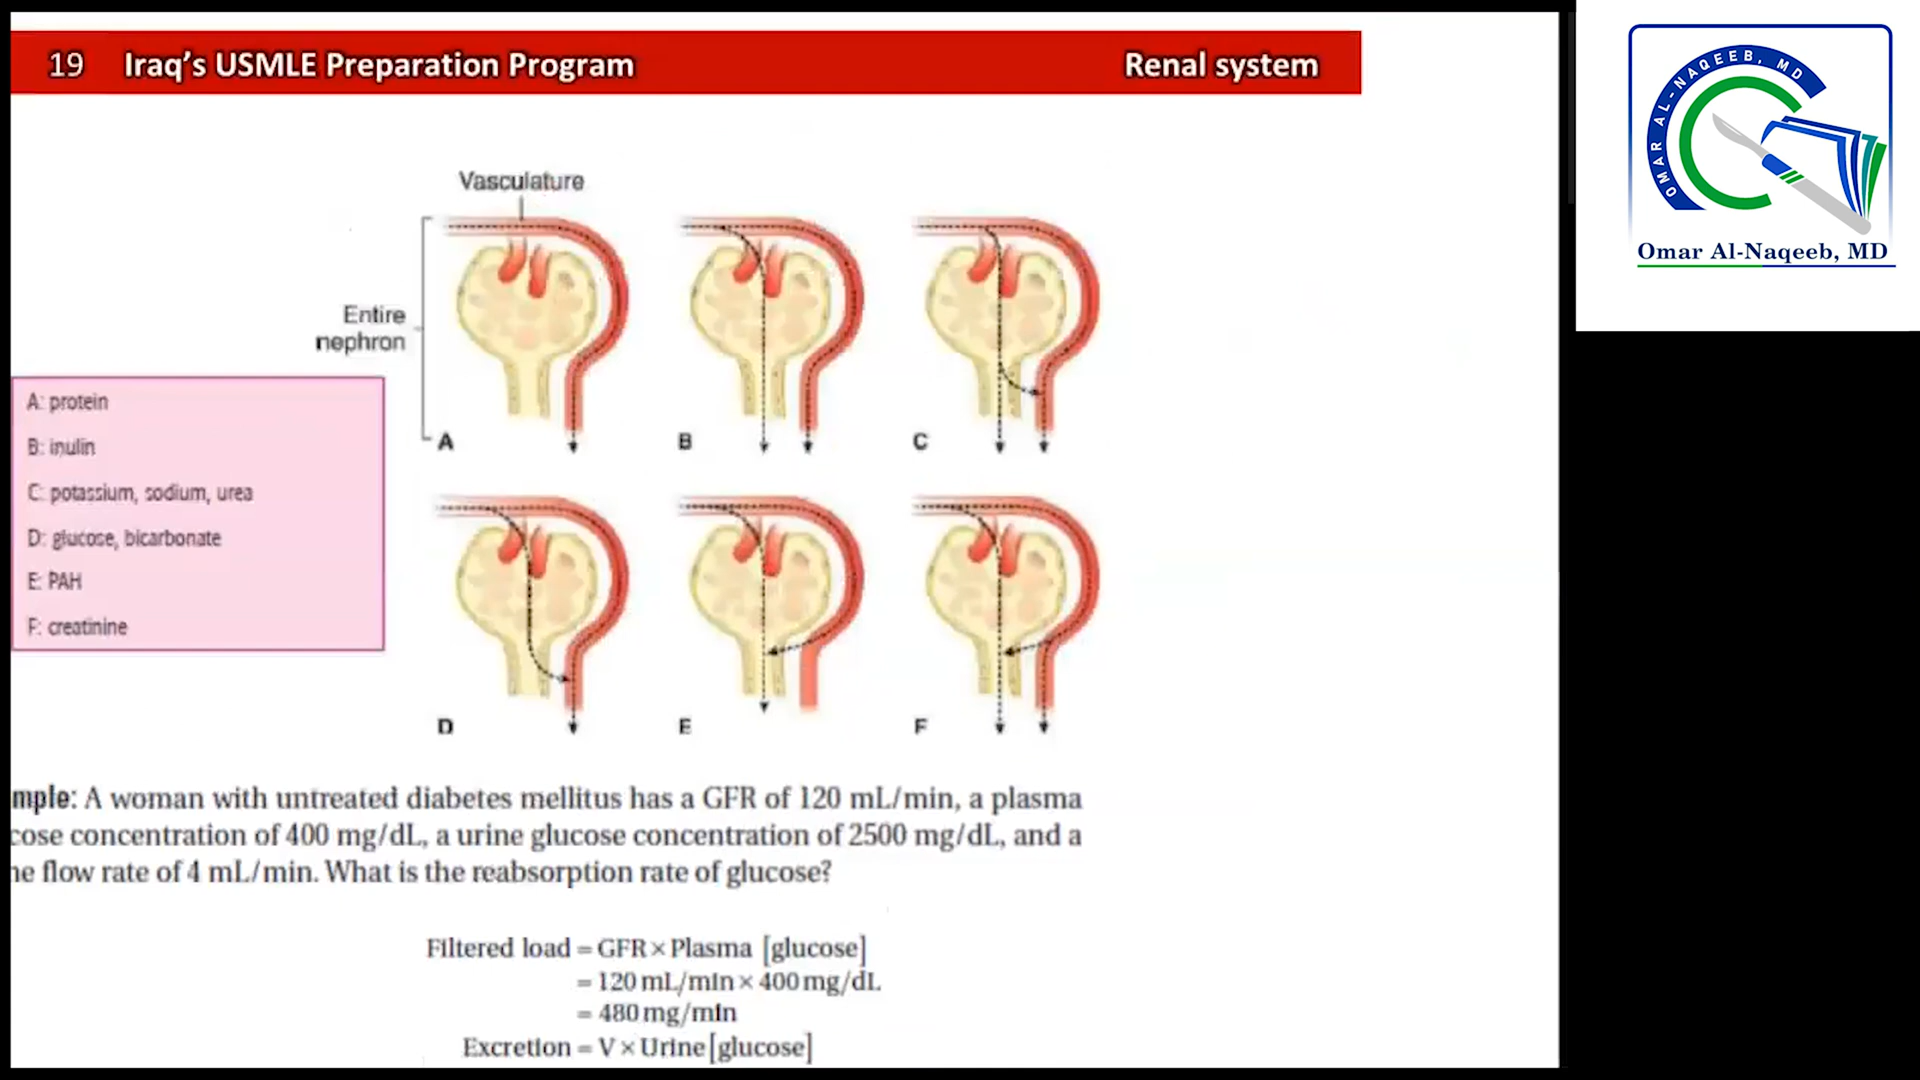 19 Iraq's USMLE Preparation Program Renal system
OMAR AL-NAQEEB, MD
Omar Al-Naqeeb, MD
Vasculature
Entire
nephron
A B C
A: protein
B: inulin
C: potassium, sodium, urea
D: glucose, bicarbonate
E: PAH
F: creatinine
D E F
mple: A woman with untreated diabetes mellitus has a GFR of 120 mL/min, a plasma
cose concentration of 400 mg/dL, a urine glucose concentration of 2500 mg/dL, and a
ne flow rate of 4 mL/min. What is the reabsorption rate of glucose?
Filtered load = GFR × Plasma [glucose]
= 120 mL/min × 400 mg/dL
= 480 mg/min
Excretion = V × Urine [glucose]